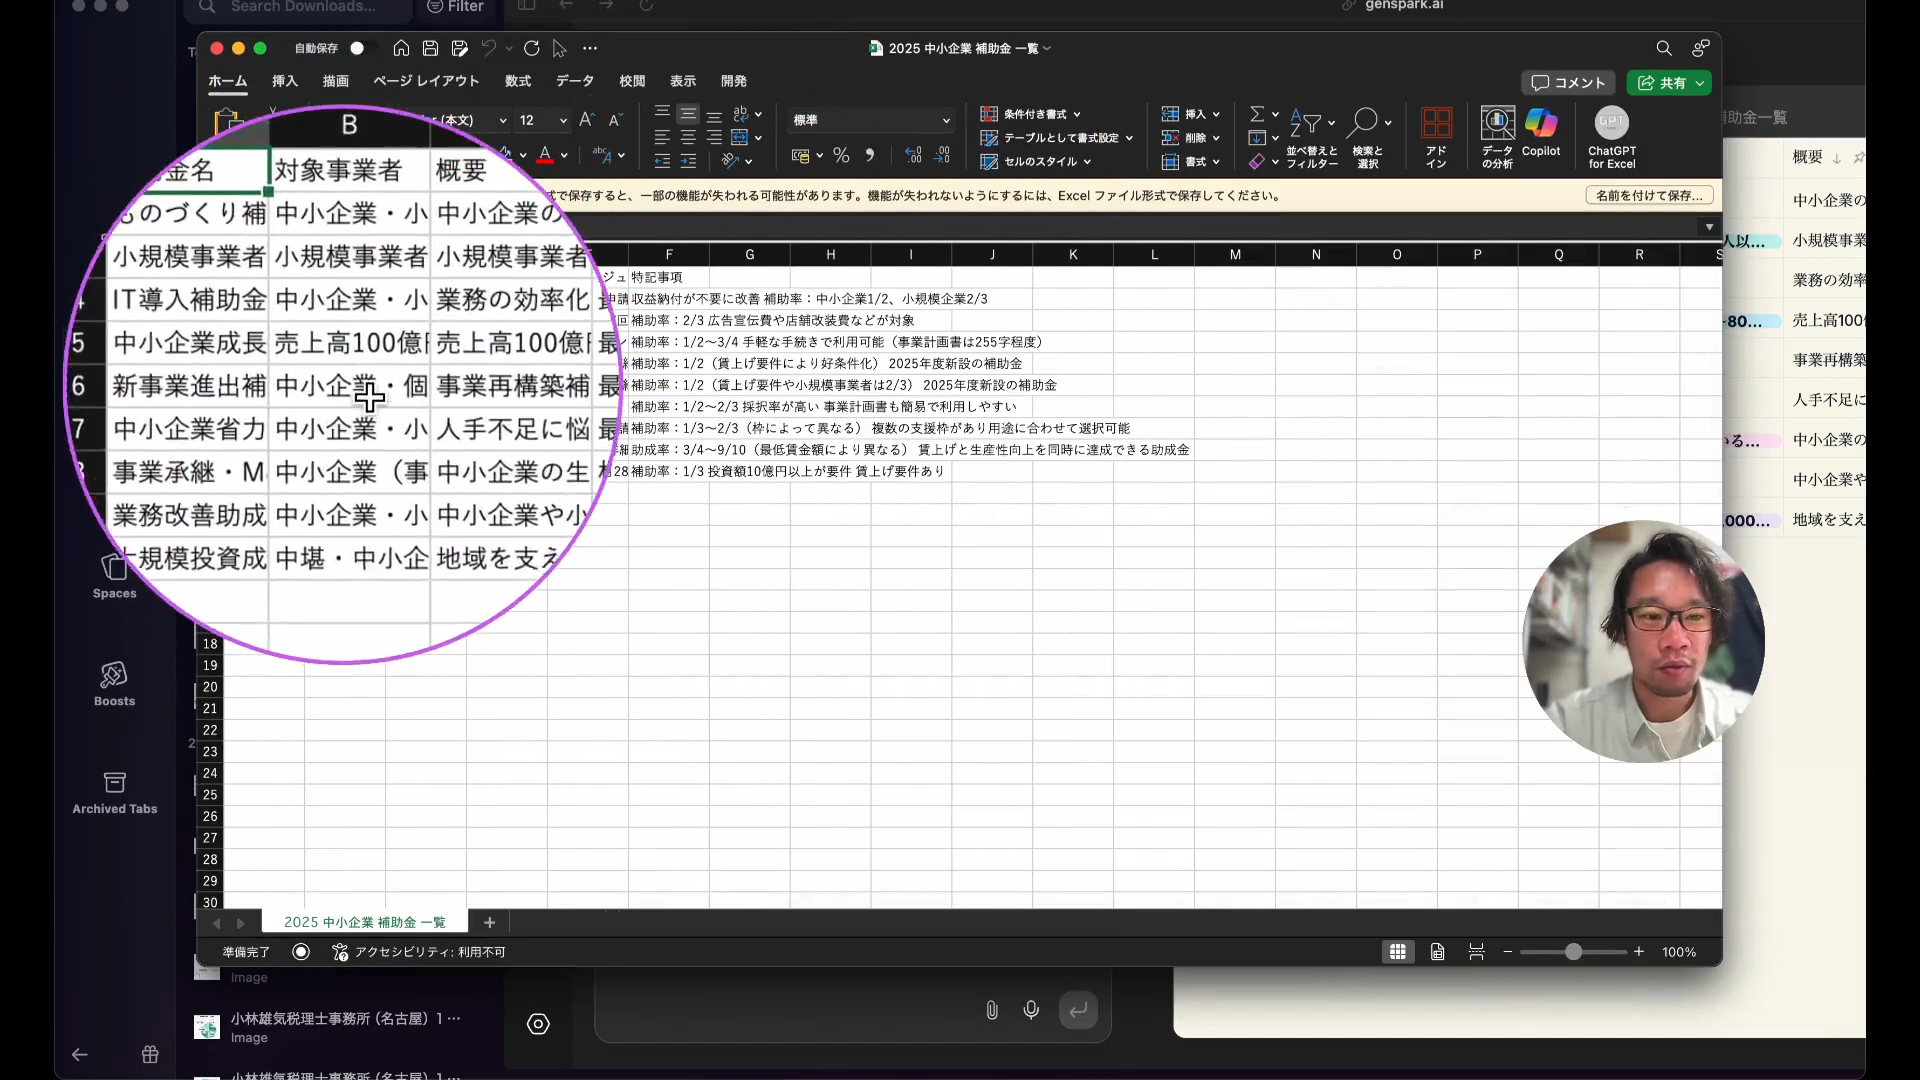 Search Downloads...
Filter
genspark.ai
自動保存
2025 中小企業 補助金 一覧
ホーム
挿入
描画
ページ レイアウト
数式
データ
校閲
表示
開発
コメント
共有
(本文)
12
標準
条件付き書式
テーブルとして書式設定
セルのスタイル
挿入
削除
書式
並べ替えと
フィルター
検索と
選択
アド
イン
データ
の分析
Copilot
GPT
ChatGPT
for Excel
式で保存すると、一部の機能が失われる可能性があります。機能が失われないようにするには、Excel ファイル形式で保存してください。
名前を付けて保存...
B
金名 対象事業者 概要
ものづくり補 中小企業・小 中小企業の
小規模事業者 小規模事業者 小規模事業者
IT導入補助金 中小企業・小 業務の効率化
5 中小企業成長 売上高100億 売上高100億 最
6 新事業進出補 中小企業・個 事業再構築補 最
7 中小企業省力 中小企業・小 人手不足に悩 最
事業承継・M 中小企業（事 中小企業の生
業務改善助成 中小企業・小 中小企業や小
規模投資成 中堪・中小企 地域を支え
F G H I J K L M N O P Q R S
ジュ 特記事項
申請 収益納付が不要に改善 補助率：中小企業1/2、小規模企業2/3
回 補助率：2/3 広告宣伝費や店舗改装費などが対象
補助率：1/2〜3/4 手軽な手続きで利用可能（事業計画書は255字程度）
補助率：1/2（賃上げ要件により好条件化） 2025年度新設の補助金
補助率：1/2（賃上げ要件や小規模事業者は2/3） 2025年度新設の補助金
補助率：1/2〜2/3 採択率が高い 事業計画書も簡易で利用しやすい
補助率：1/3〜2/3（枠によって異なる） 複数の支援枠があり用途に合わせて選択可能
助成率：3/4〜9/10（最低賃金額により異なる） 賃上げと生産性向上を同時に達成できる助成金
28 補助率：1/3 投資額10億円以上が要件 賃上げ要件あり
18
19
20
21
22
23
24
25
26
27
28
29
30
2025 中小企業 補助金 一覧
準備完了
アクセシビリティ: 利用不可
100%
助金一覧
概要
中小企業の
人以... 小規模事業
業務の効率
80... 売上高100
事業再構築
人手不足に
いる... 中小企業の
中小企業や
,000... 地域を支え
Spaces
Boosts
Archived Tabs
Image
小林雄気税理士事務所 (名古屋) 1 …
Image
小林雄気税理士事務所 (名古屋) 1 …